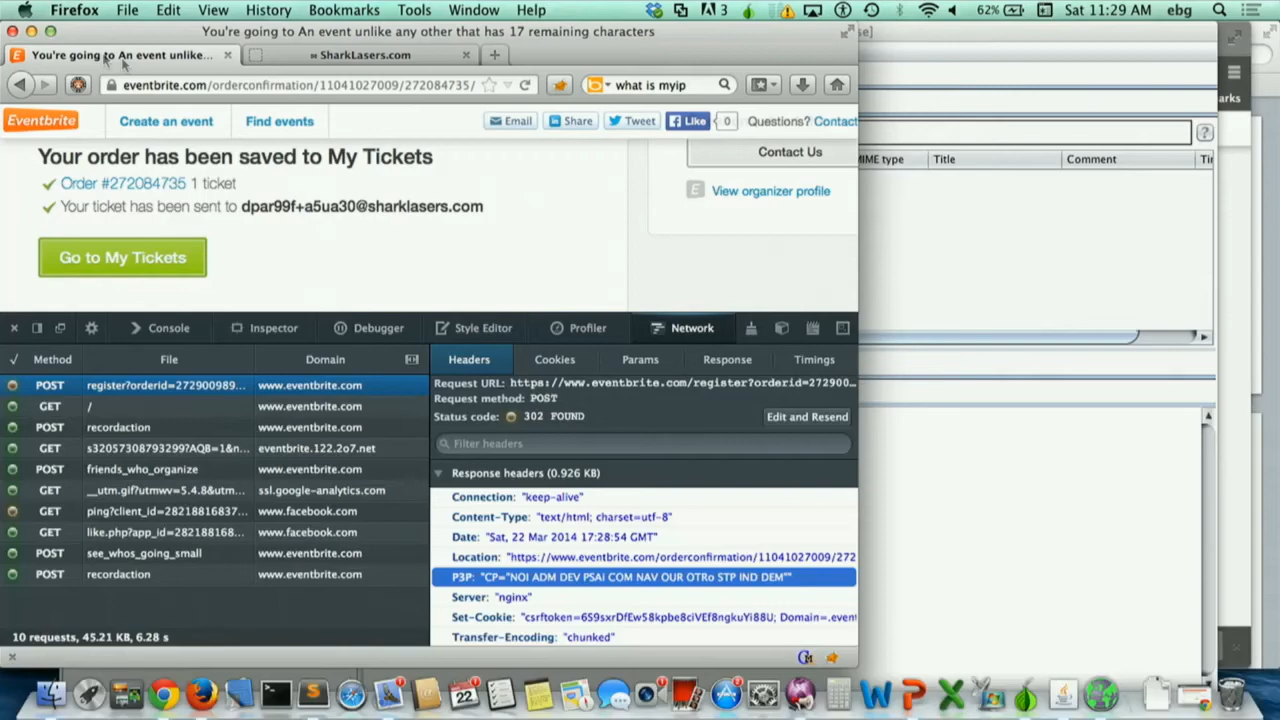 Firefox File Edit View History Bookmarks Tools Window Help 3 62% Sat 11:29 AM ebg
You're going to An event unlike any other that has 17 remaining characters
You're going to An event unlike... SharkLasers.com
eventbrite.com/orderconfirmation/11041027009/272084735/ what is myip
Eventbrite Create an event Find events Email Share Tweet Like 0 Questions? Contact
Your order has been saved to My Tickets
Contact Us
Order #272084735 1 ticket
View organizer profile
Your ticket has been sent to dpar99f+a5ua30@sharklasers.com
Go to My Tickets
Console Inspector Debugger Style Editor Profiler Network
Method File Domain Headers Cookies Params Response Timings
POST register?orderid=272900989... www.eventbrite.com
GET / www.eventbrite.com
POST recordaction www.eventbrite.com
GET s32057308793299?AQB=1&n... eventbrite.122.2o7.net
POST friends_who_organize www.eventbrite.com
GET __utm.gif?utmwv=5.4.8&utm... ssl.google-analytics.com
GET ping?client_id=28218816837... www.facebook.com
GET like.php?app_id=282188168... www.facebook.com
POST see_whos_going_small www.eventbrite.com
POST recordaction www.eventbrite.com
10 requests, 45.21 KB, 6.28 s
Request URL: https://www.eventbrite.com/register?orderid=272900...
Request method: POST
Status code: 302 FOUND Edit and Resend
Filter headers
Response headers (0.926 KB)
Connection: "keep-alive"
Content-Type: "text/html; charset=utf-8"
Date: "Sat, 22 Mar 2014 17:28:54 GMT"
Location: "https://www.eventbrite.com/orderconfirmation/11041027009/272
P3P: "CP="NOI ADM DEV PSAi COM NAV OUR OTRo STP IND DEM""
Server: "nginx"
Set-Cookie: "csrftoken=6S9sxrDfEw58kpbe8ciVEf8ngkuYi88U; Domain=.even
Transfer-Encoding: "chunked"
MIME type Title Comment
?
arks
22